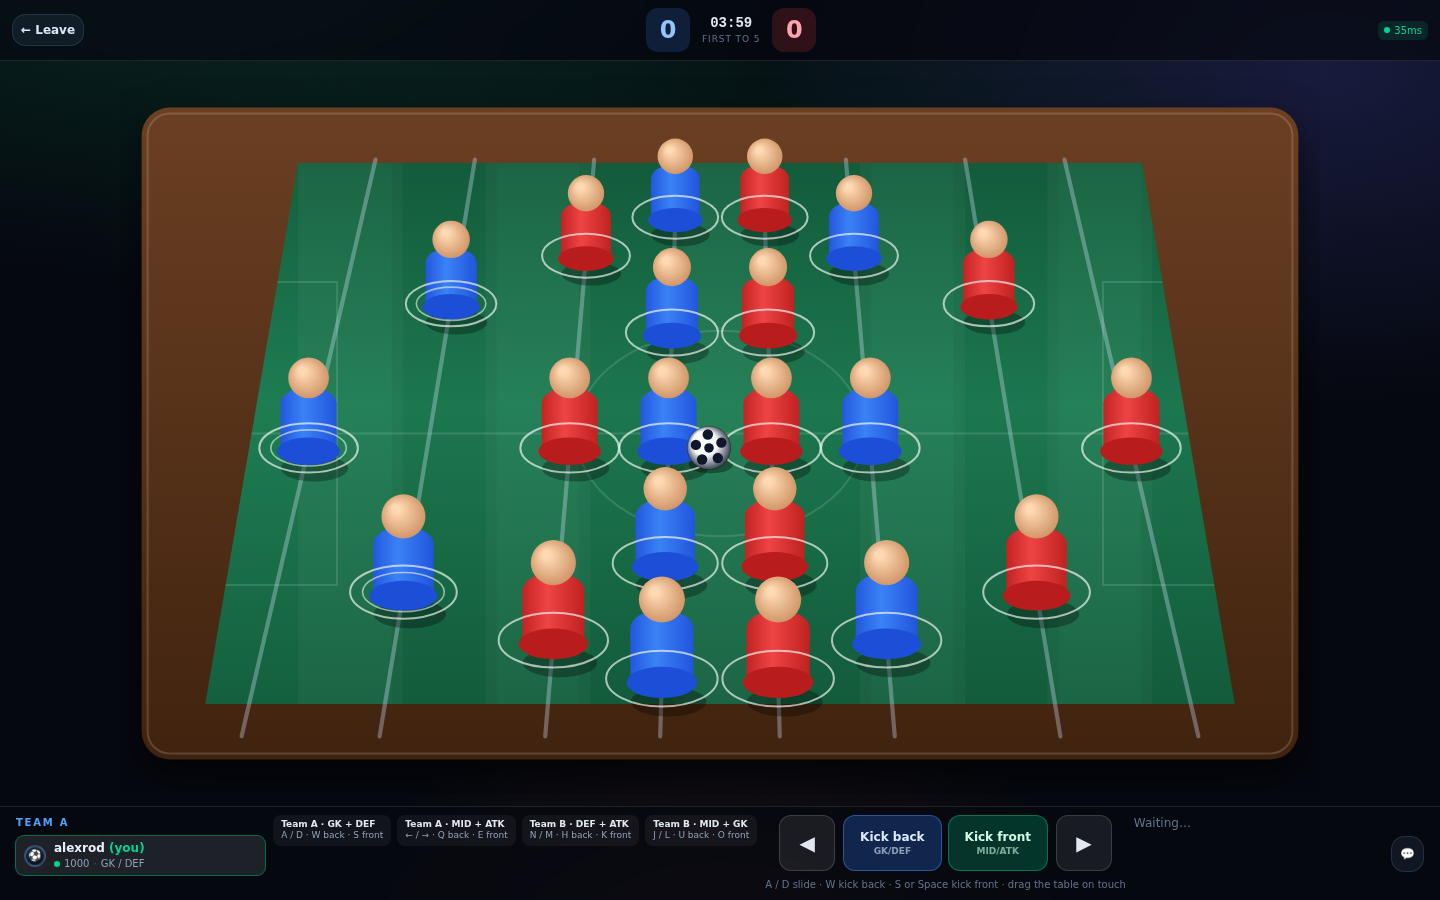 ← Leave
0
03:59
FIRST TO 5
0
35ms
TEAM A
alexrod (you)
1000 · GK / DEF
Team A · GK + DEF
A / D · W back · S front
Team A · MID + ATK
← / → · Q back · E front
Team B · DEF + ATK
N / M · H back · K front
Team B · MID + GK
J / L · U back · O front
◀
Kick back
GK/DEF
Kick front
MID/ATK
▶
A / D slide · W kick back · S or Space kick front · drag the table on touch
Waiting...